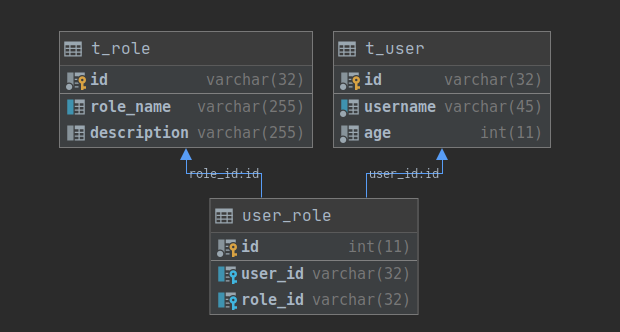 t_role
id varchar(32)
role_name varchar(255)
description varchar(255)
t_user
id varchar(32)
username varchar(45)
age int(11)
role_id:id
user_id:id
user_role
id int(11)
user_id varchar(32)
role_id varchar(32)